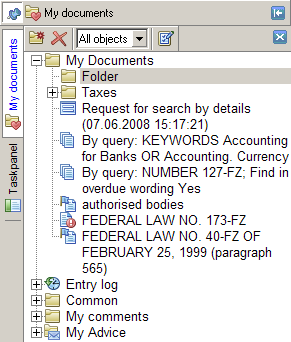 My documents
All objects
My documents
Taskpanel
My Documents
Folder
Taxes
Request for search by details
(07.06.2008 15:17:21)
By query: KEYWORDS Accounting
for Banks OR Accounting. Currency
By query: NUMBER 127-FZ; Find in
overdue wording Yes
authorised bodies
FEDERAL LAW NO. 173-FZ
FEDERAL LAW NO. 40-FZ OF
FEBRUARY 25, 1999 (paragraph
565)
Entry log
Common
My comments
My Advice